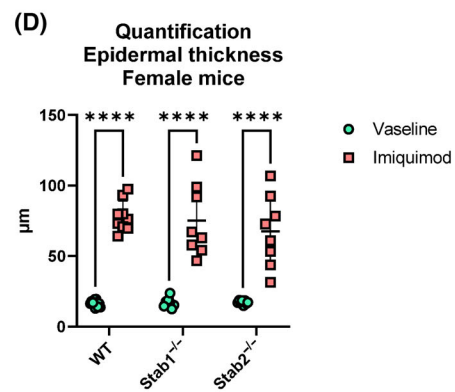 (D)
Quantification
Epidermal thickness
Female mice
**** **** ****
150
100
50
0
µm
WT
Stab1⁻/⁻
Stab2⁻/⁻
Vaseline
Imiquimod